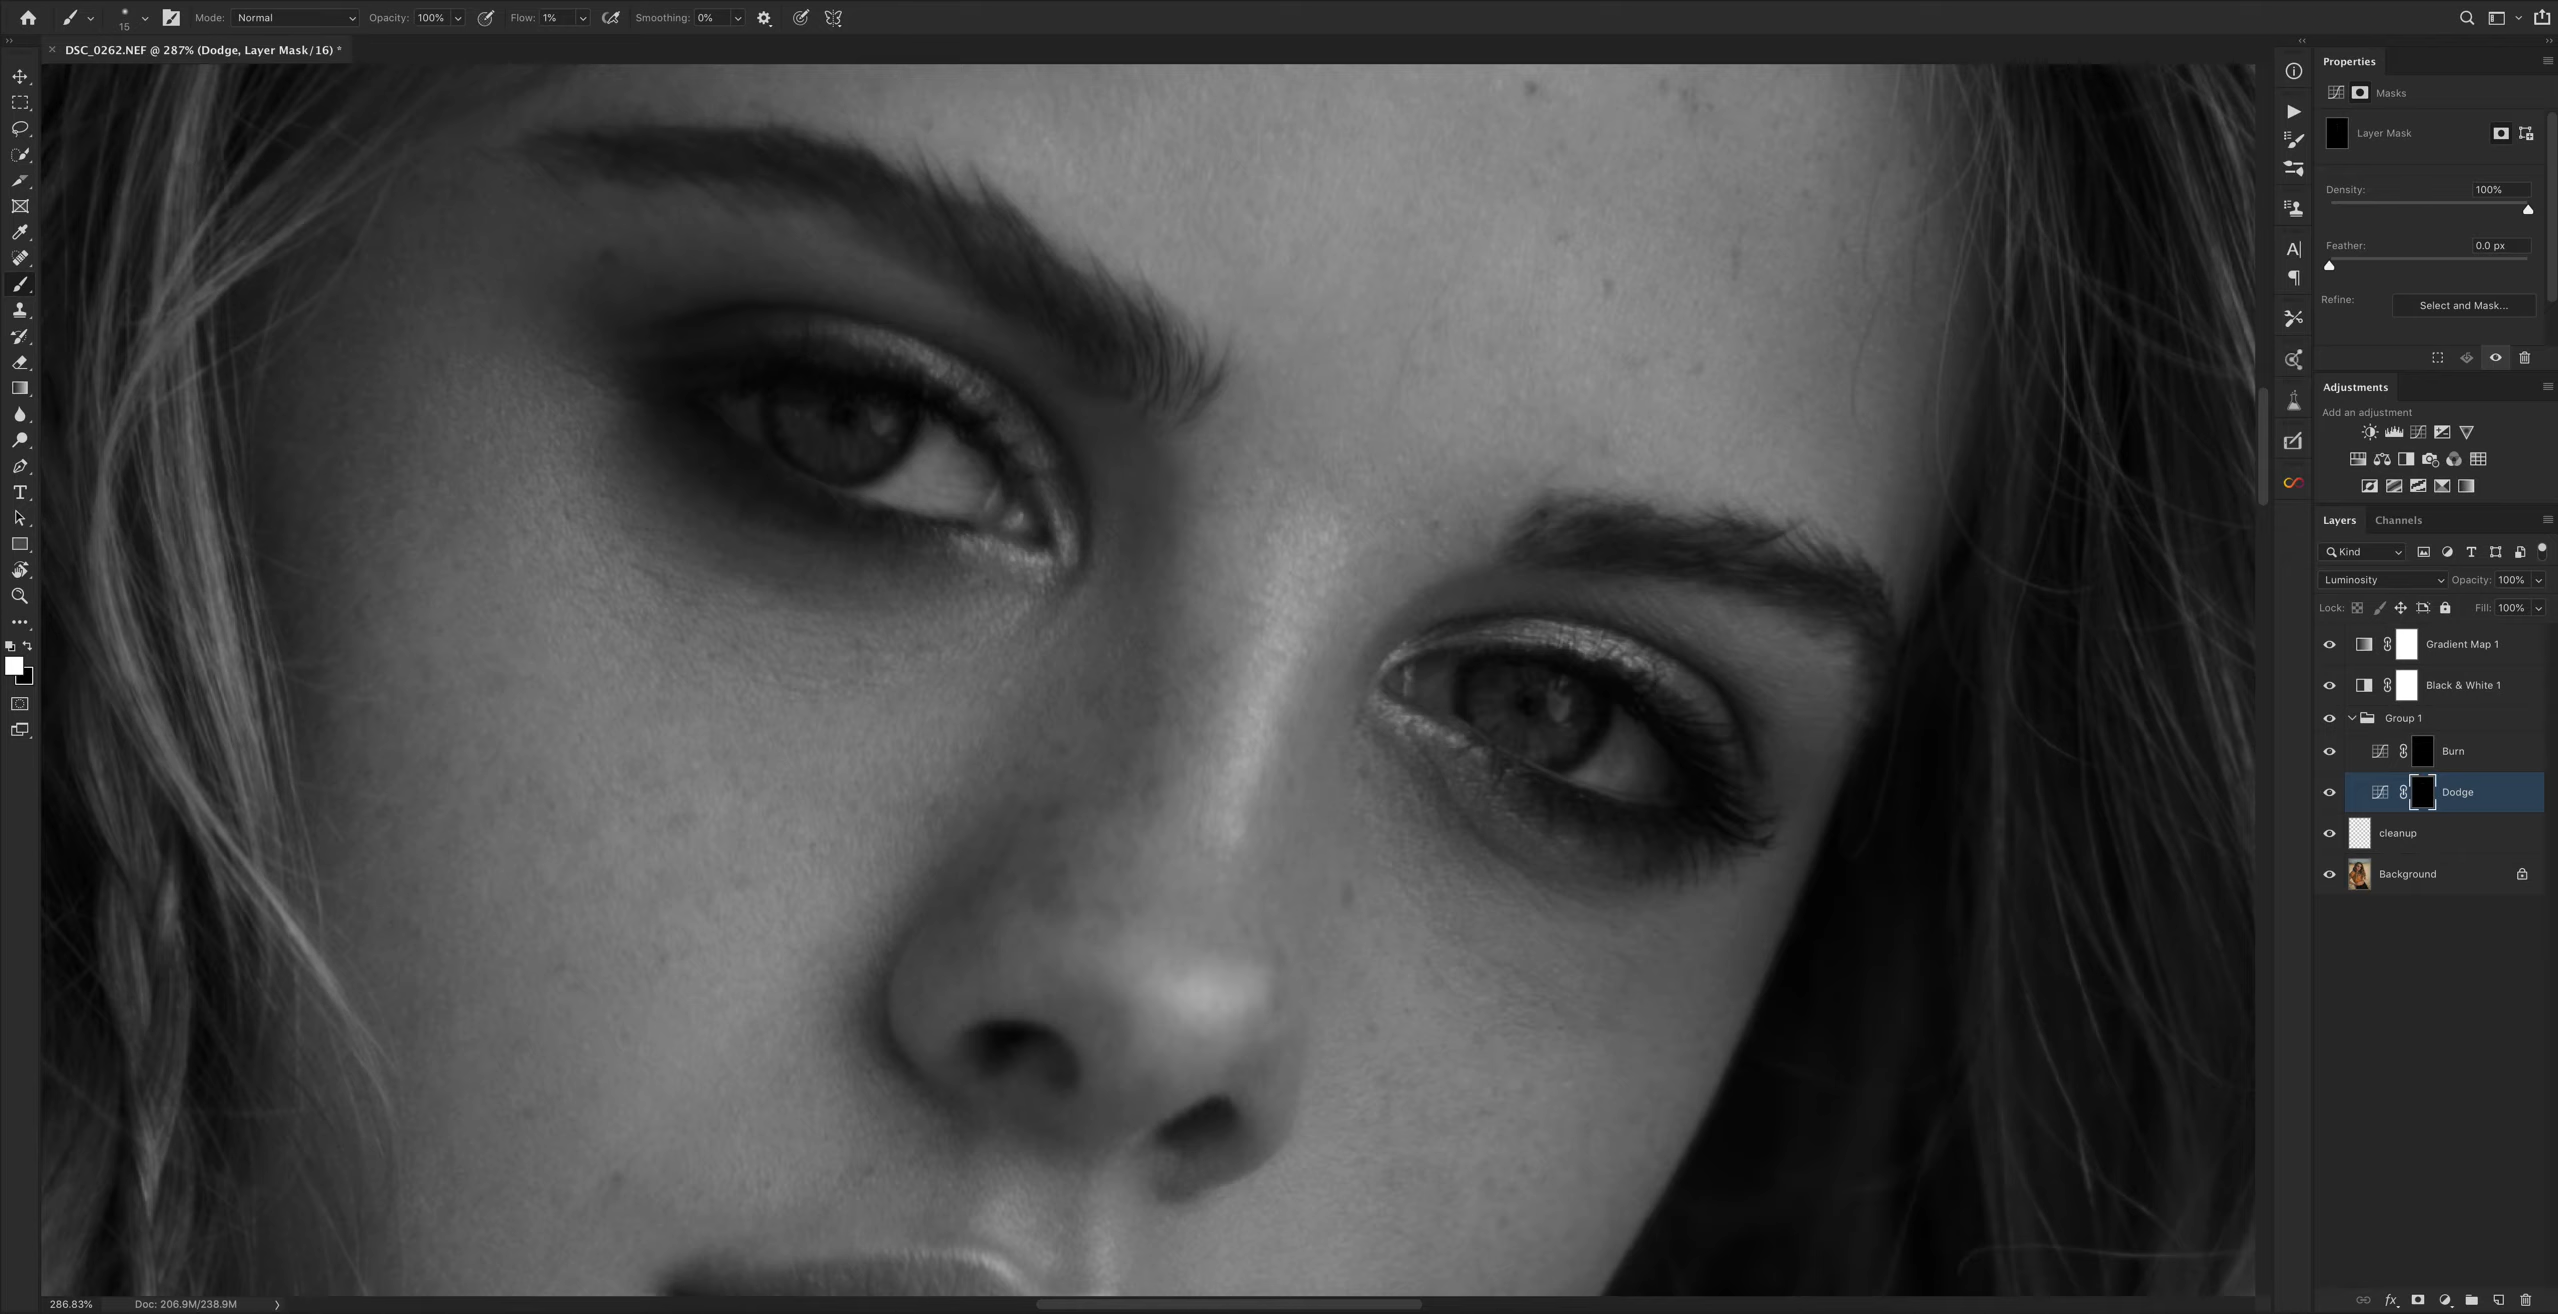 15 Mode: Normal Opacity: 100% Flow: 1% Smoothing: 0%
DSC_0262.NEF @ 287% (Dodge, Layer Mask/16) *
Properties
Masks
Layer Mask
Density: 100%
Feather: 0.0 px
Refine: Select and Mask...
Adjustments
Add an adjustment
Layers Channels
Kind
Luminosity Opacity: 100%
Lock: Fill: 100%
Gradient Map 1
Black & White 1
Group 1
Burn
Dodge
cleanup
Background
286.83% Doc: 206.9M/238.9M